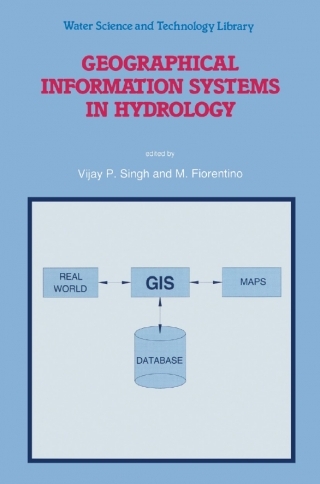 Water Science and Technology Library
GEOGRAPHICAL
INFORMATION SYSTEMS
IN HYDROLOGY
edited by
Vijay P. Singh and M. Fiorentino
REAL
WORLD
GIS
MAPS
DATABASE